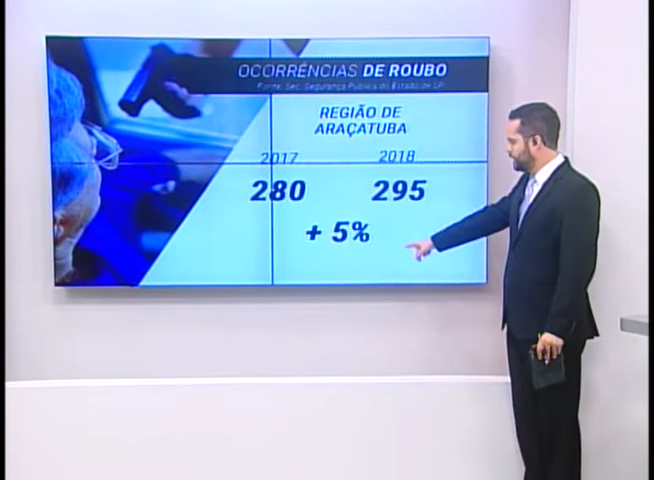 OCORRÊNCIAS DE ROUBO
Fonte: Sec. Segurança Pública do Estado de SP
REGIÃO DE
ARAÇATUBA
2017 2018
280 295
+ 5%